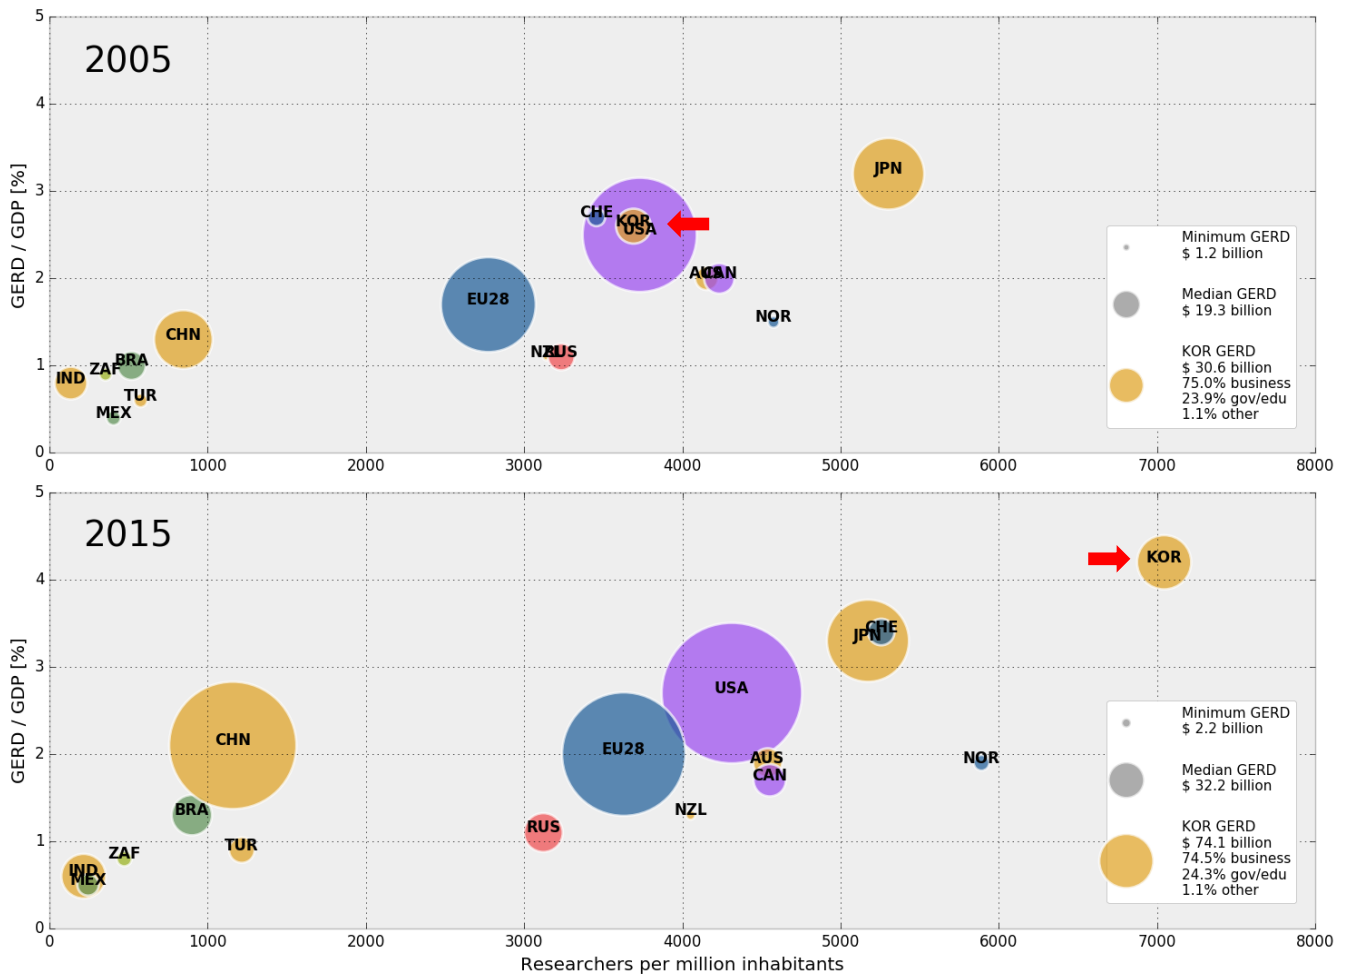 5
2005
4
3
2
1
0
GERD / GDP [%]
JPN
CHE
KOR
USA
AUS
CAN
EU28
NOR
CHN
NZL
RUS
BRA
ZAF
IND
TUR
MEX
Minimum GERD
$ 1.2 billion
Median GERD
$ 19.3 billion
KOR GERD
$ 30.6 billion
75.0% business
23.9% gov/edu
1.1% other
0 1000 2000 3000 4000 5000 6000 7000 8000
5
2015
4
3
2
1
0
GERD / GDP [%]
KOR
CHE
JPN
USA
CHN
EU28
AUS
NOR
CAN
BRA
NZL
RUS
TUR
ZAF
IND
MEX
Minimum GERD
$ 2.2 billion
Median GERD
$ 32.2 billion
KOR GERD
$ 74.1 billion
74.5% business
24.3% gov/edu
1.1% other
0 1000 2000 3000 4000 5000 6000 7000 8000
Researchers per million inhabitants